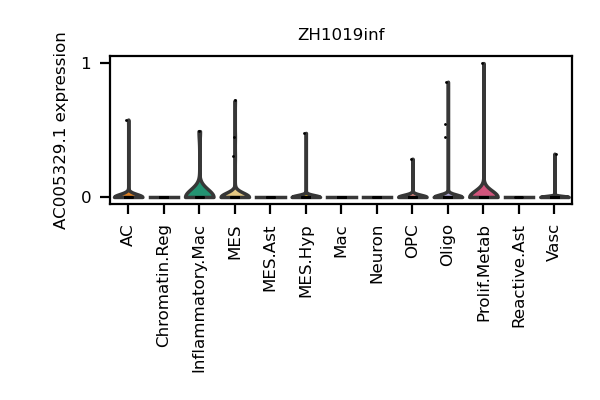 ZH1019inf
AC005329.1 expression
1
0
AC
Chromatin.Reg
Inflammatory.Mac
MES
MES.Ast
MES.Hyp
Mac
Neuron
OPC
Oligo
Prolif.Metab
Reactive.Ast
Vasc